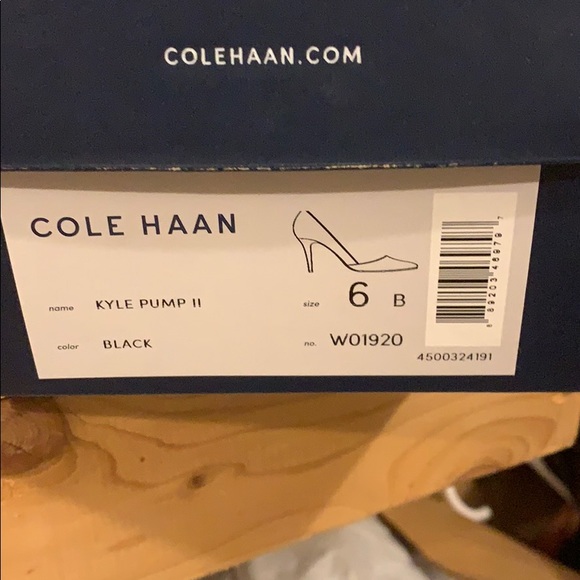 COLEHAAN.COM
COLE HAAN
name KYLE PUMP II
size 6 B
color BLACK
no. W01920
4500324191